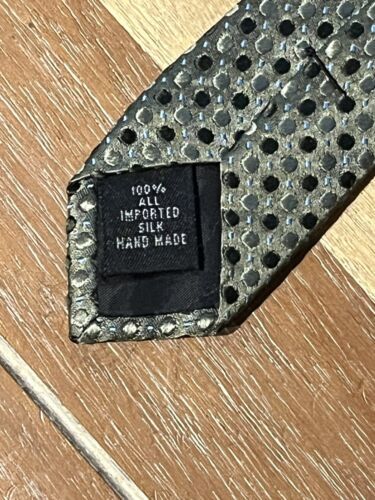 100%
ALL
IMPORTED
SILK
HAND MADE